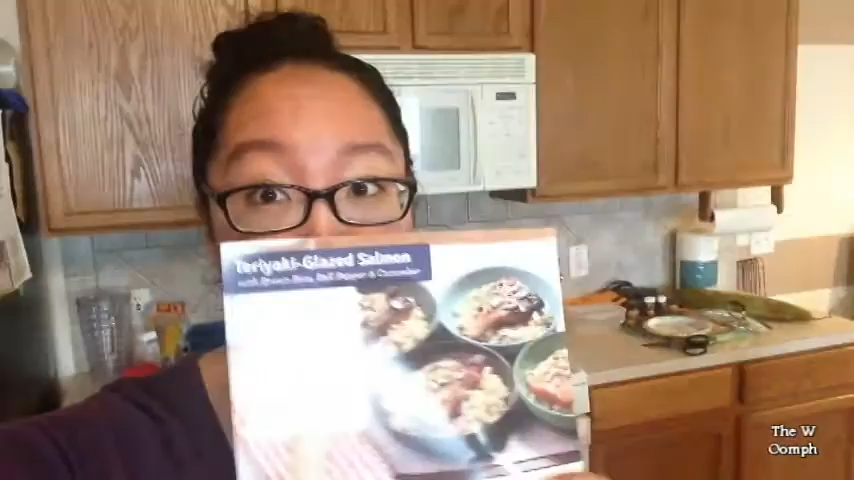 Teriyaki-Glazed Salmon
with Brown Rice, Bell Pepper & Cucumber
The W
Oomph